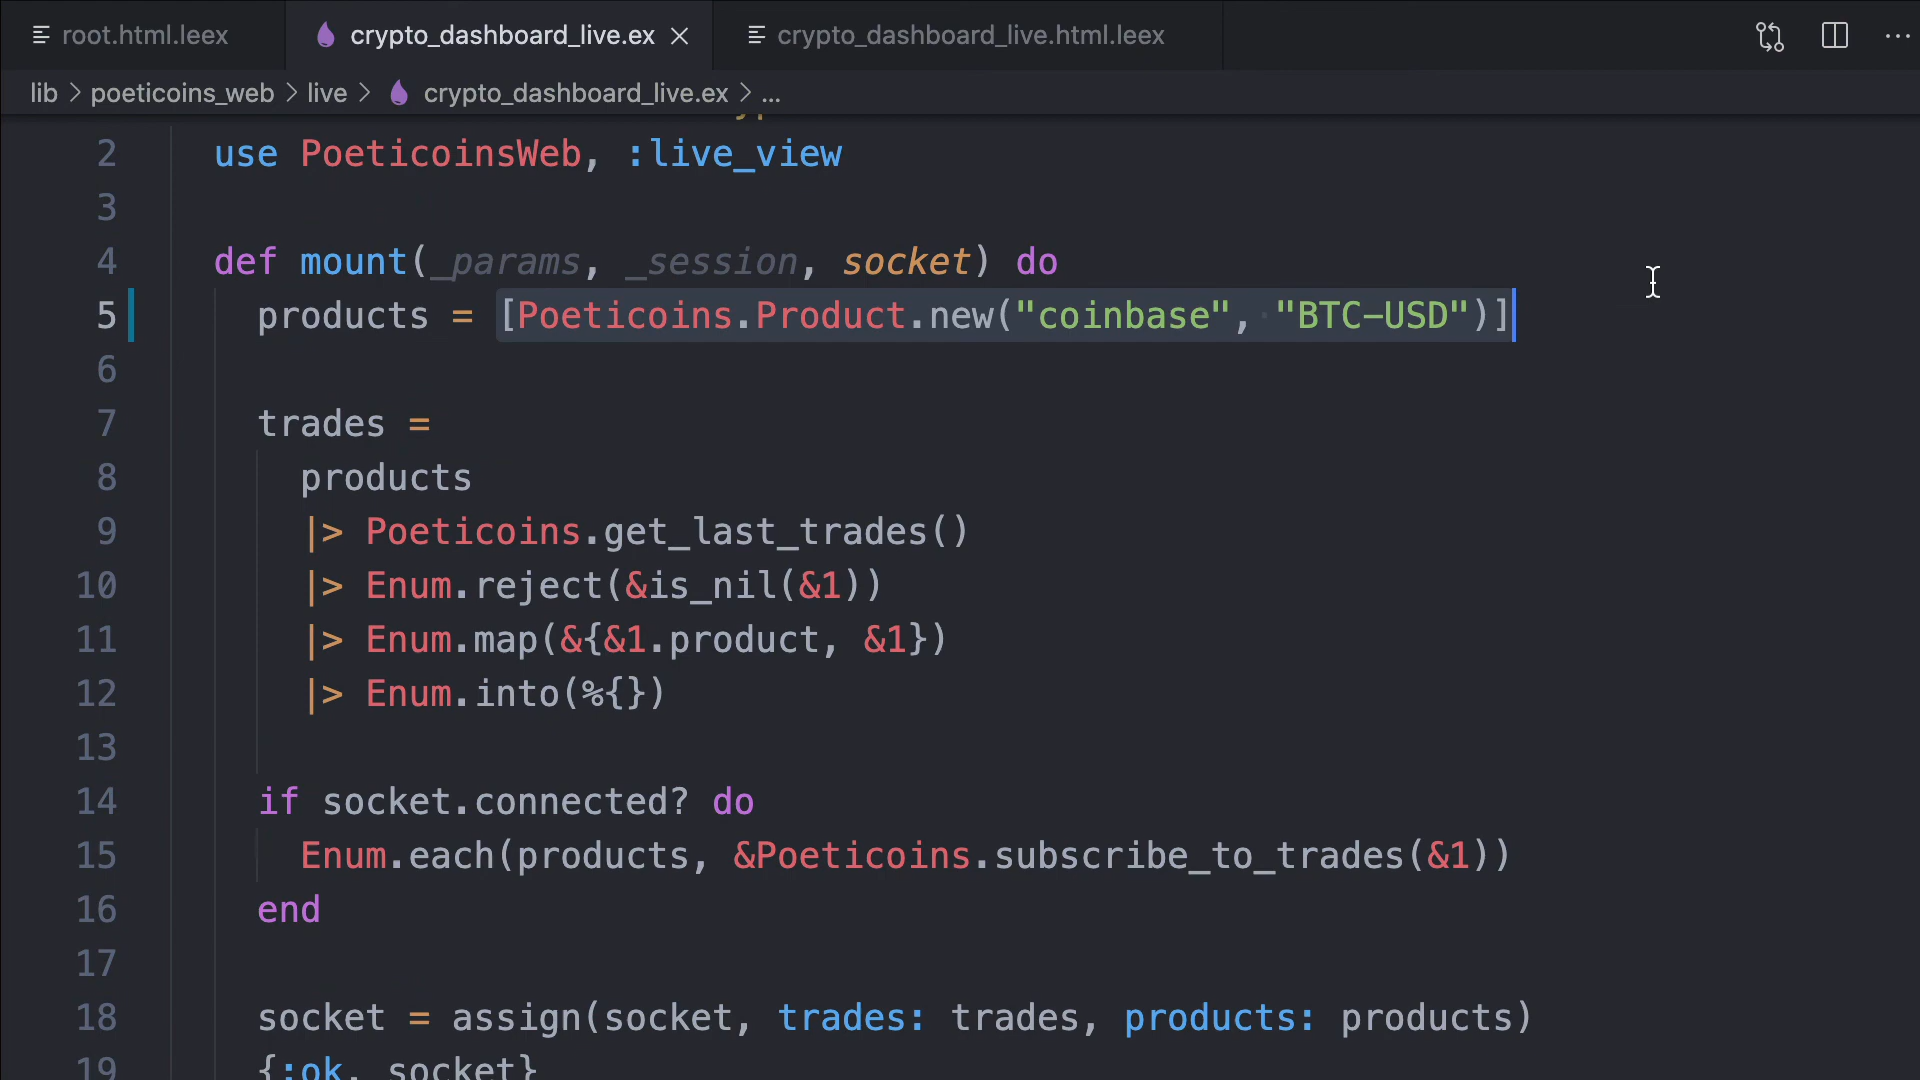 root.html.leex
crypto_dashboard_live.ex
crypto_dashboard_live.html.leex
lib > poeticoins_web > live > crypto_dashboard_live.ex > ...
2 use PoeticoinsWeb, :live_view
3
4 def mount(_params, _session, socket) do
5 products = [Poeticoins.Product.new("coinbase", "BTC-USD")]
6
7 trades =
8 products
9 |> Poeticoins.get_last_trades()
10 |> Enum.reject(&is_nil(&1))
11 |> Enum.map(&{&1.product, &1})
12 |> Enum.into(%{})
13
14 if socket.connected? do
15 Enum.each(products, &Poeticoins.subscribe_to_trades(&1))
16 end
17
18 socket = assign(socket, trades: trades, products: products)
19 {:ok, socket}